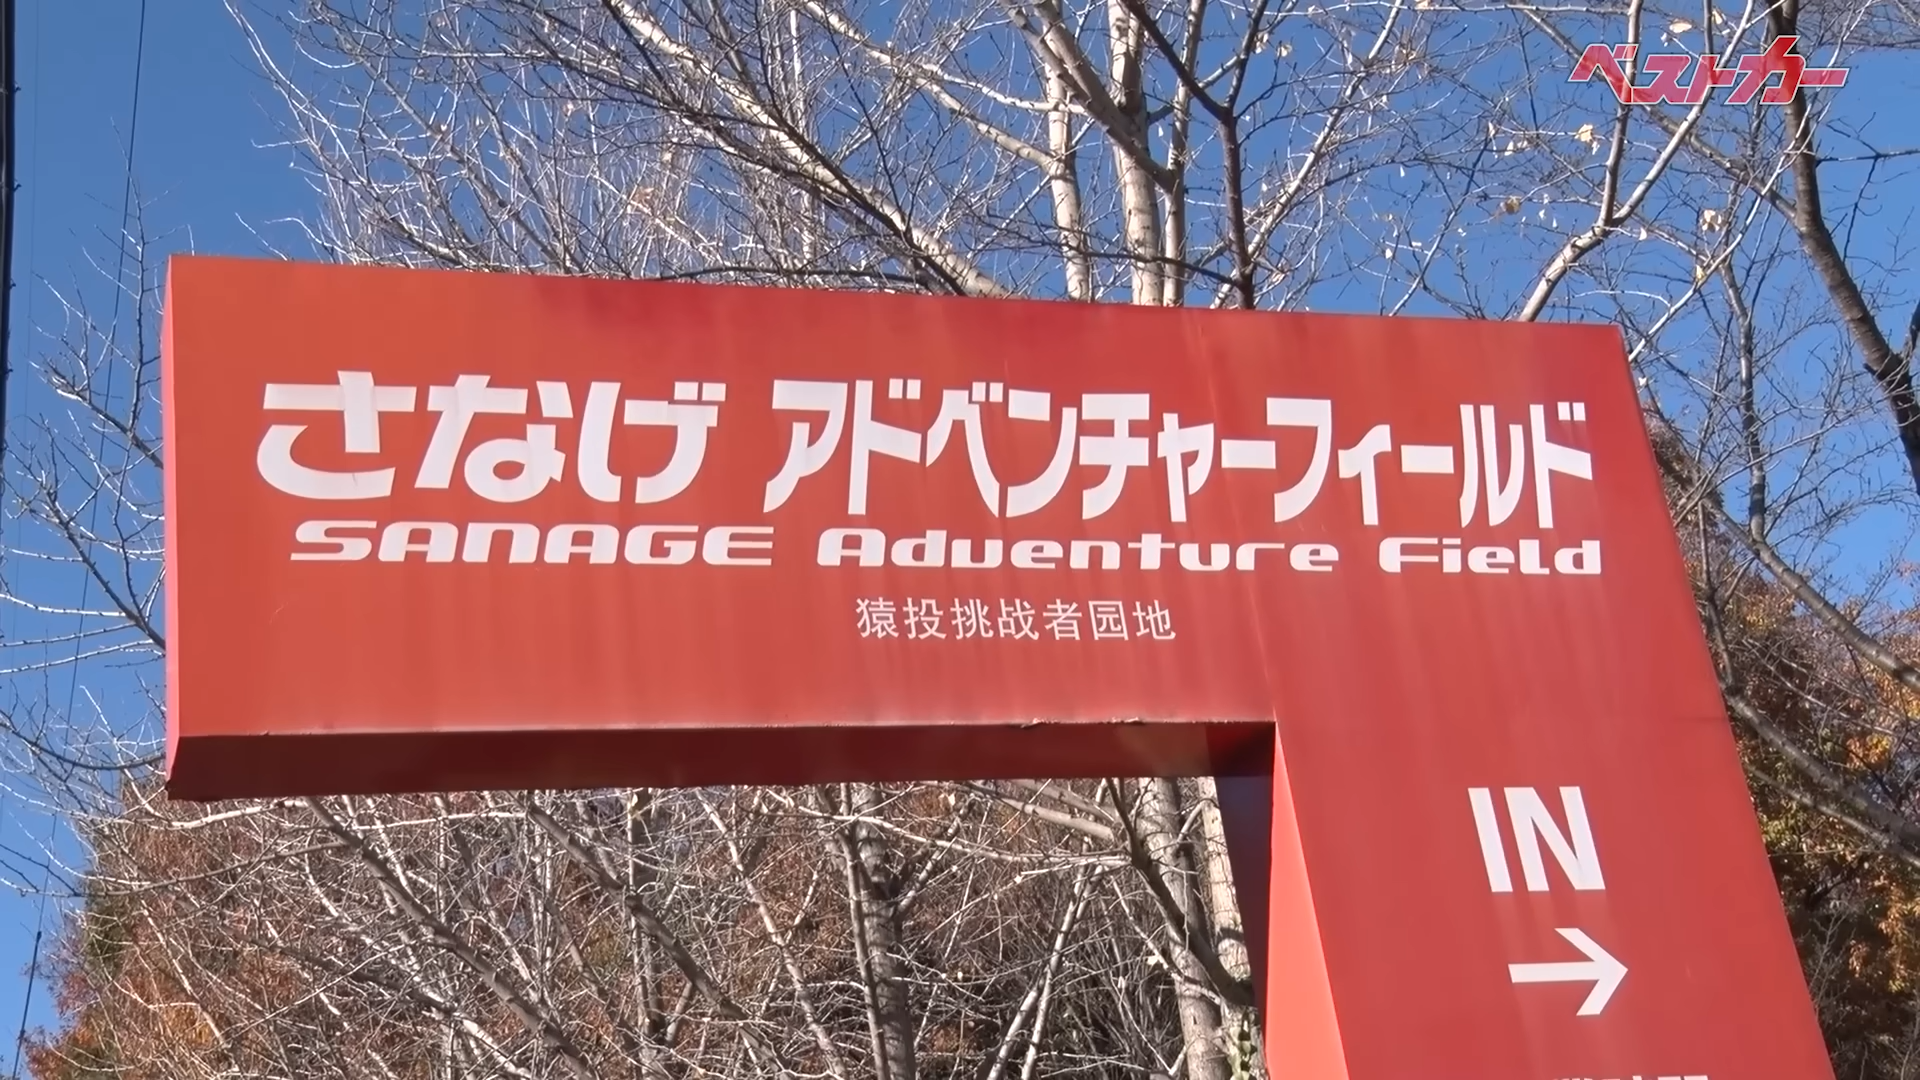 ベストカー
さなげ アドベンチャーフィールド
SANAGE Adventure Field
猿投挑战者园地
IN
→